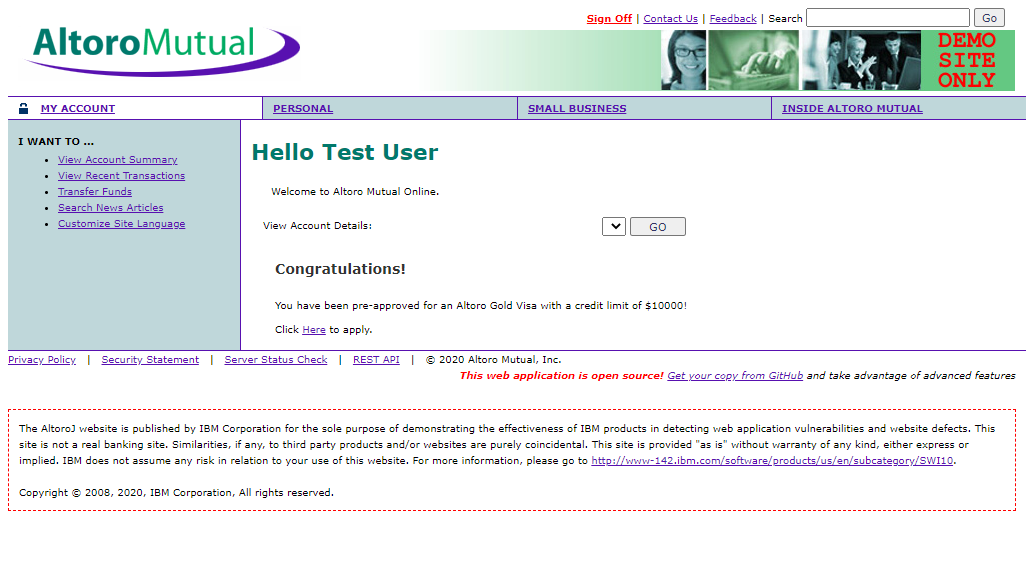 Sign Off | Contact Us | Feedback | Search Go
AltoroMutual
DEMO
SITE
ONLY
MY ACCOUNT PERSONAL SMALL BUSINESS INSIDE ALTORO MUTUAL
I WANT TO ...
• View Account Summary
• View Recent Transactions
• Transfer Funds
• Search News Articles
• Customize Site Language
Hello Test User
Welcome to Altoro Mutual Online.
View Account Details: GO
Congratulations!
You have been pre-approved for an Altoro Gold Visa with a credit limit of $10000!
Click Here to apply.
Privacy Policy | Security Statement | Server Status Check | REST API | © 2020 Altoro Mutual, Inc.
This web application is open source! Get your copy from GitHub and take advantage of advanced features
The AltoroJ website is published by IBM Corporation for the sole purpose of demonstrating the effectiveness of IBM products in detecting web application vulnerabilities and website defects. This
site is not a real banking site. Similarities, if any, to third party products and/or websites are purely coincidental. This site is provided "as is" without warranty of any kind, either express or
implied. IBM does not assume any risk in relation to your use of this website. For more information, please go to http://www-142.ibm.com/software/products/us/en/subcategory/SWI10.
Copyright © 2008, 2020, IBM Corporation, All rights reserved.